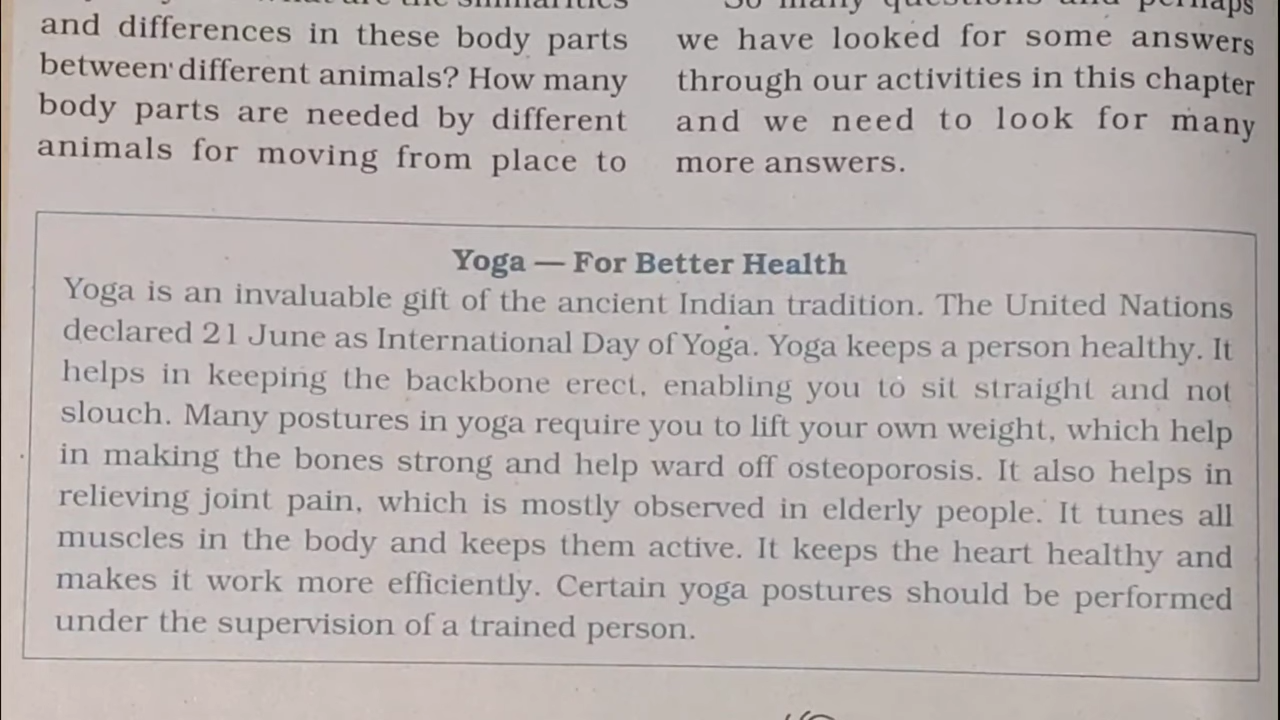 and differences in these body parts
between different animals? How many
body parts are needed by different
animals for moving from place to
we have looked for some answers
through our activities in this chapter
and we need to look for many
more answers.
Yoga — For Better Health
Yoga is an invaluable gift of the ancient Indian tradition. The United Nations
declared 21 June as International Day of Yoga. Yoga keeps a person healthy. It
helps in keeping the backbone erect, enabling you to sit straight and not
slouch. Many postures in yoga require you to lift your own weight, which help
in making the bones strong and help ward off osteoporosis. It also helps in
relieving joint pain, which is mostly observed in elderly people. It tunes all
muscles in the body and keeps them active. It keeps the heart healthy and
makes it work more efficiently. Certain yoga postures should be performed
under the supervision of a trained person.